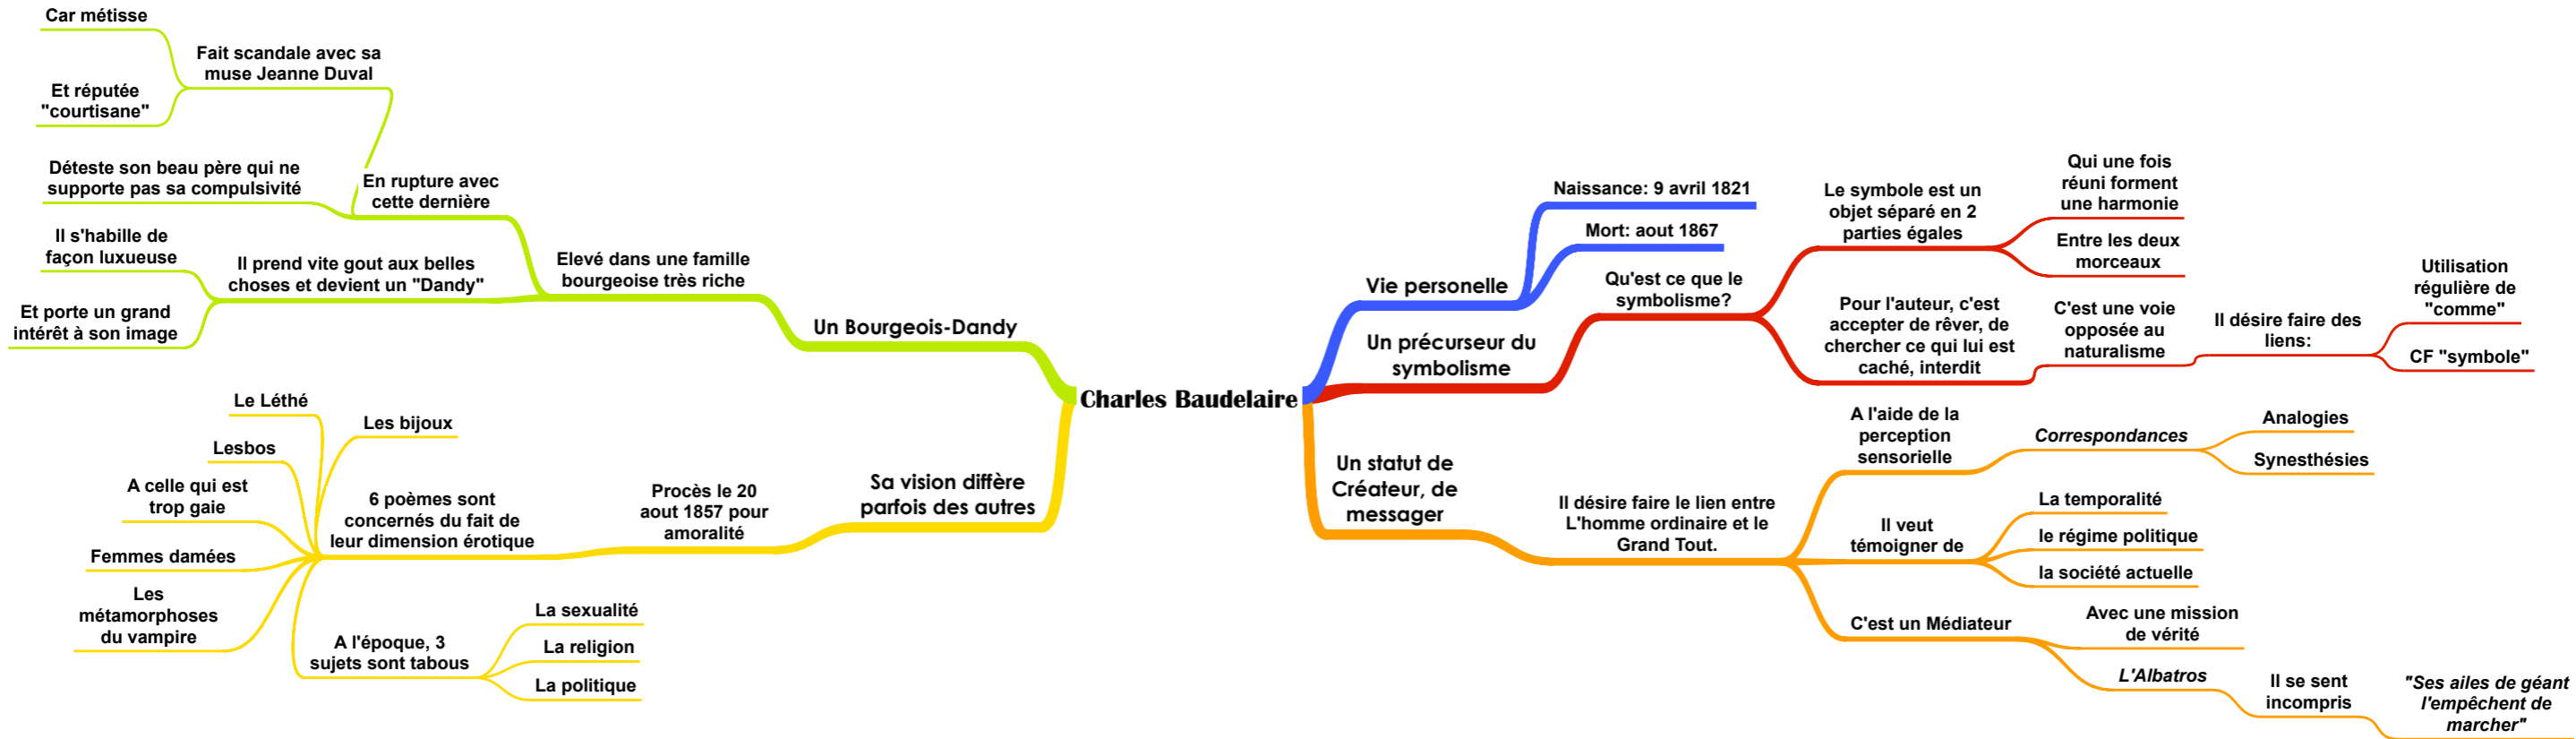 Charles Baudelaire
Vie personelle
Naissance: 9 avril 1821
Mort: aout 1867
Un précurseur du
symbolisme
Qu'est ce que le
symbolisme?
Le symbole est un
objet séparé en 2
parties égales
Qui une fois
réuni forment
une harmonie
Entre les deux
morceaux
Pour l'auteur, c'est
accepter de rêver, de
chercher ce qui lui est
caché, interdit
C'est une voie
opposée au
naturalisme
Il désire faire des
liens:
Utilisation
régulière de
"comme"
CF "symbole"
Un statut de
Créateur, de
messager
Il désire faire le lien entre
L'homme ordinaire et le
Grand Tout.
A l'aide de la
perception
sensorielle
Correspondances
Analogies
Synesthésies
Il veut
témoigner de
La temporalité
le régime politique
la société actuelle
C'est un Médiateur
Avec une mission
de vérité
L'Albatros
Il se sent
incompris
"Ses ailes de géant
l'empêchent de
marcher"
Un Bourgeois-Dandy
Elevé dans une famille
bourgeoise très riche
En rupture avec
cette dernière
Fait scandale avec sa
muse Jeanne Duval
Car métisse
Et réputée
"courtisane"
Déteste son beau père qui ne
supporte pas sa compulsivité
Il prend vite gout aux belles
choses et devient un "Dandy"
Il s'habille de
façon luxueuse
Et porte un grand
intérêt à son image
Sa vision diffère
parfois des autres
Procès le 20
aout 1857 pour
amoralité
6 poèmes sont
concernés du fait de
leur dimension érotique
Les bijoux
Le Léthé
Lesbos
A celle qui est
trop gaie
Femmes damées
Les
métamorphoses
du vampire
A l'époque, 3
sujets sont tabous
La sexualité
La religion
La politique